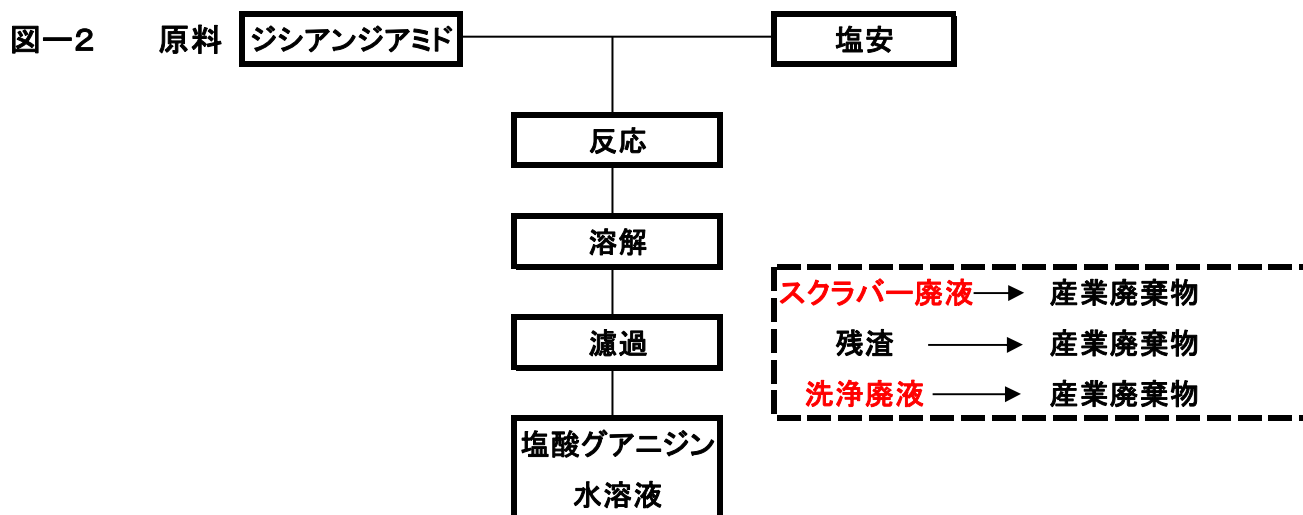 図ー2 原料 ジシアンジアミド 塩安
反応
溶解
スクラバー廃液 産業廃棄物
濾過 残渣 産業廃棄物
洗浄廃液 産業廃棄物
塩酸グアニジン
水溶液